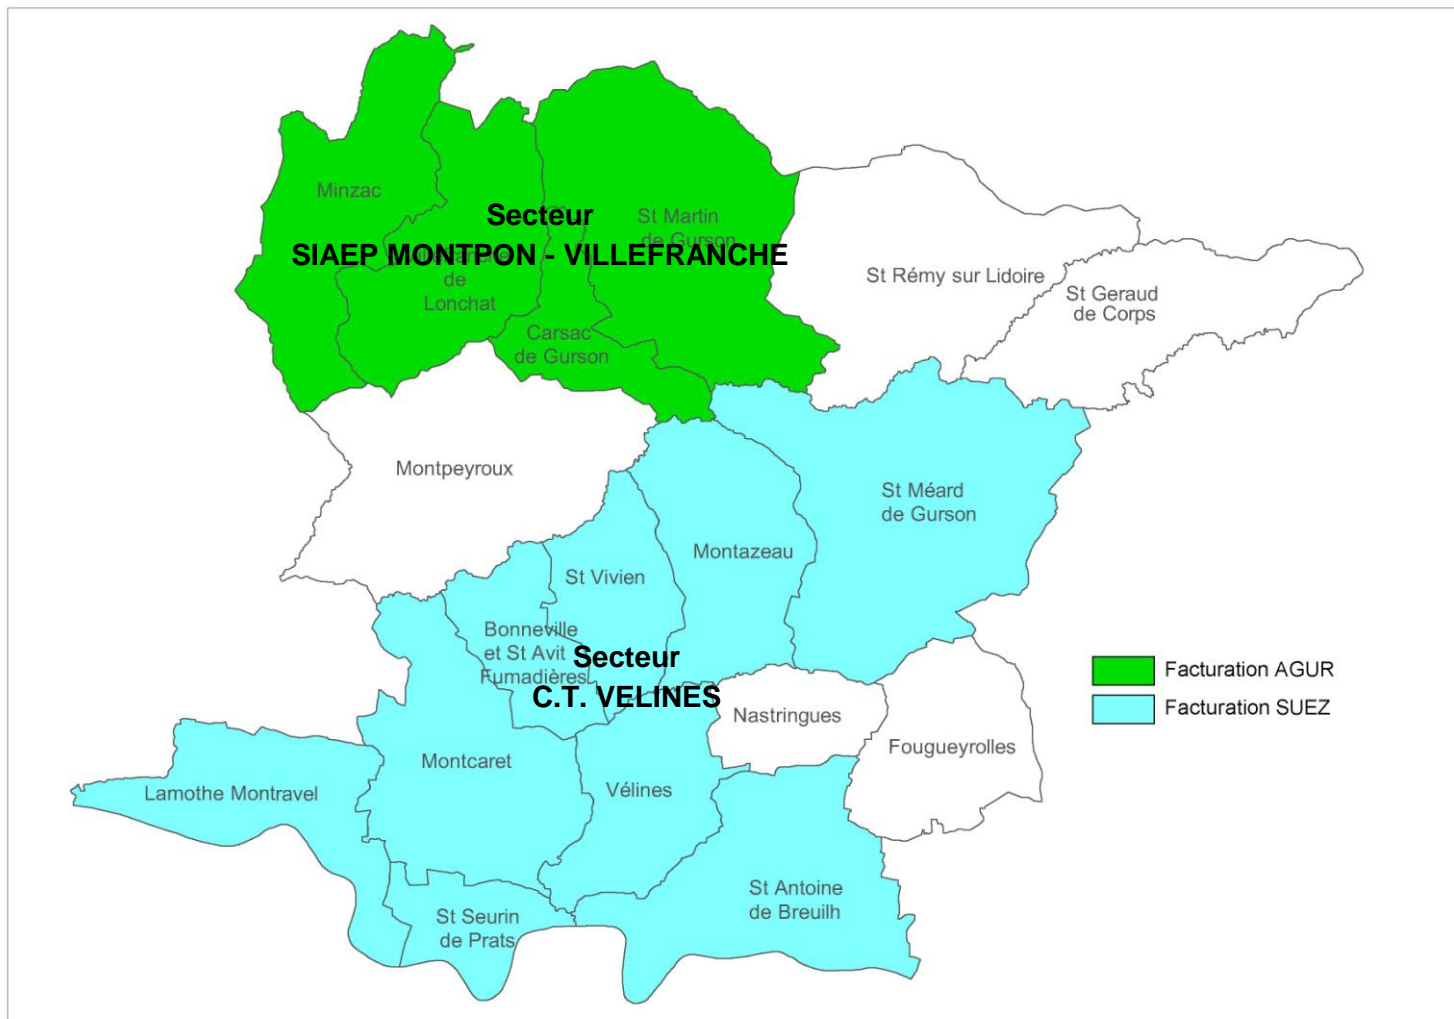 Minzac
Secteur
SIAEP MONTPON - VILLEFRANCHE
St Martin
de Gurson
de
Lonchat
Carsac
de Gurson
St Rémy sur Lidoire
St Geraud
de Corps
Montpeyroux
St Méard
de Gurson
Montazeau
St Vivien
Bonneville
et St Avit
Fumadières
Secteur
C.T. VELINES
Nastringues
Fougueyrolles
Facturation AGUR
Facturation SUEZ
Montcaret
Vélines
Lamothe Montravel
St Antoine
de Breuilh
St Seurin
de Prats